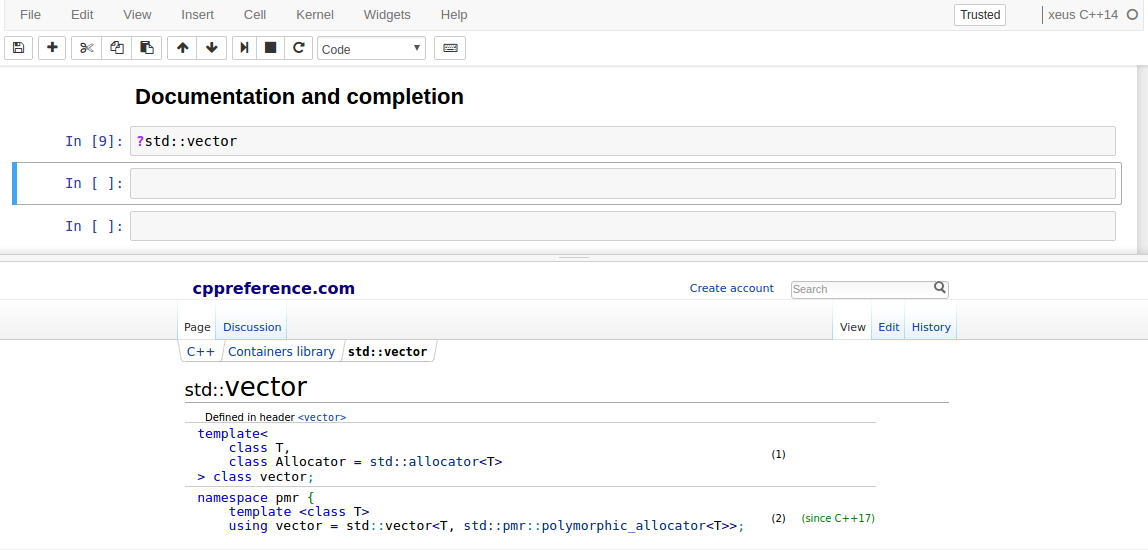 File Edit View Insert Cell Kernel Widgets Help Trusted xeus C++14
Code
Documentation and completion
In [9]: ?std::vector
In [ ]:
In [ ]:
cppreference.com Create account Search
Page Discussion View Edit History
C++ Containers library std::vector
std::vector
Defined in header <vector>
template<
class T,
class Allocator = std::allocator<T> (1)
> class vector;
namespace pmr {
template <class T>
using vector = std::vector<T, std::pmr::polymorphic_allocator<T>>; (2) (since C++17)